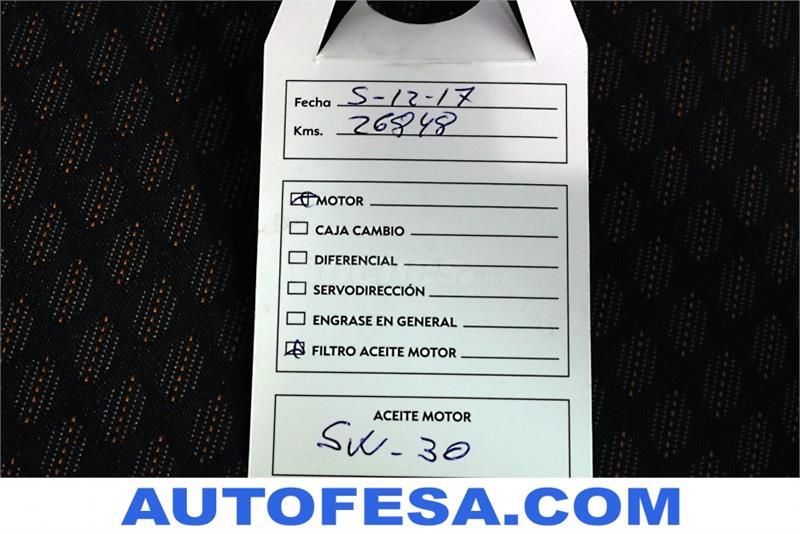 Fecha 5-12-17
Kms. 26848
MOTOR
CAJA CAMBIO
DIFERENCIAL
SERVODIRECCIÓN
ENGRASE EN GENERAL
FILTRO ACEITE MOTOR
ACEITE MOTOR
5W-30
AUTOFESA.COM